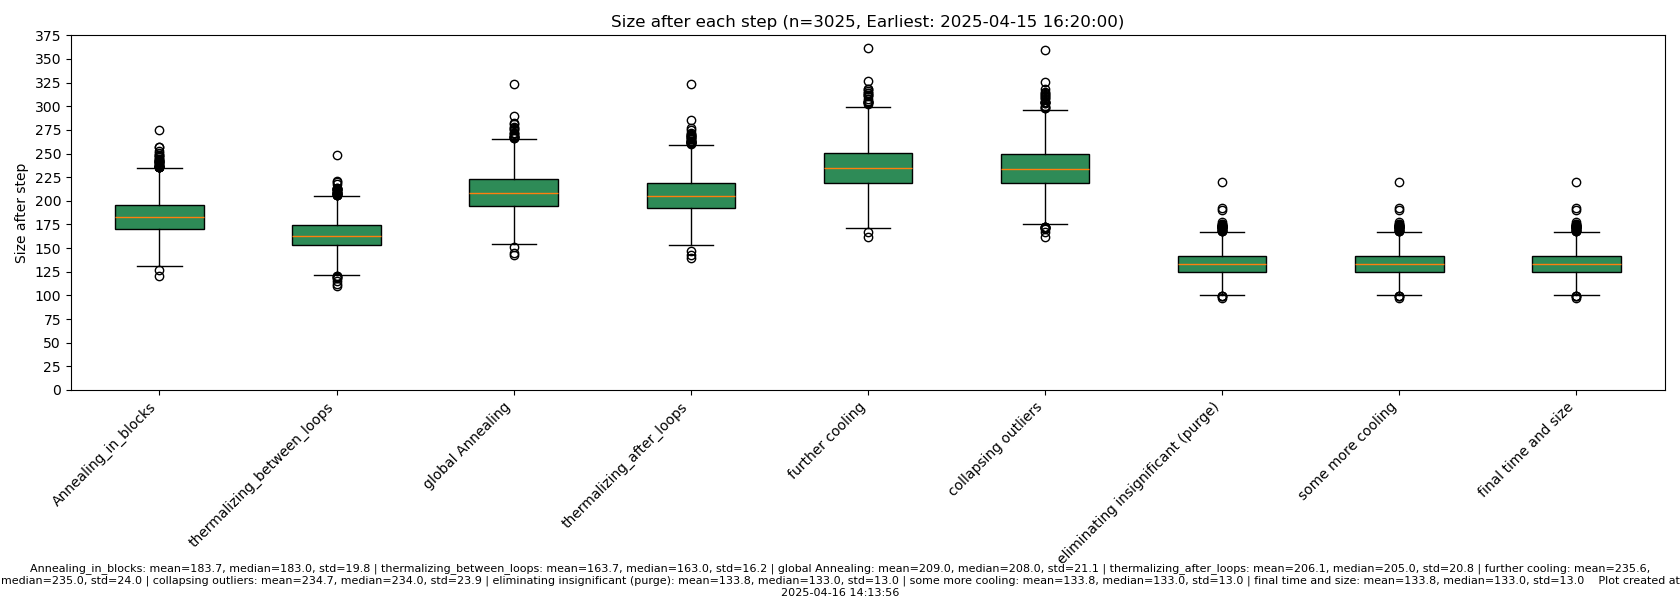 Size after each step (n=3025, Earliest: 2025-04-15 16:20:00)
Size after step
375
350
325
300
275
250
225
200
175
150
125
100
75
50
25
0
Annealing_in_blocks
thermalizing_between_loops
global Annealing
thermalizing_after_loops
further cooling
collapsing outliers
eliminating insignificant (purge)
some more cooling
final time and size
Annealing_in_blocks: mean=183.7, median=183.0, std=19.8 | thermalizing_between_loops: mean=163.7, median=163.0, std=16.2 | global Annealing: mean=209.0, median=208.0, std=21.1 | thermalizing_after_loops: mean=206.1, median=205.0, std=20.8 | further cooling: mean=235.6,
median=235.0, std=24.0 | collapsing outliers: mean=234.7, median=234.0, std=23.9 | eliminating insignificant (purge): mean=133.8, median=133.0, std=13.0 | some more cooling: mean=133.8, median=133.0, std=13.0 | final time and size: mean=133.8, median=133.0, std=13.0 Plot created at
2025-04-16 14:13:56